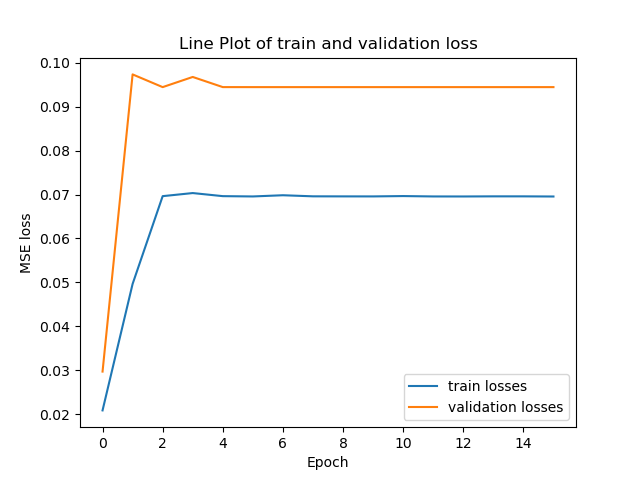 Line Plot of train and validation loss
0.10
0.09
0.08
0.07
0.06
0.05
0.04
0.03
0.02
MSE loss
train losses
validation losses
0 2 4 6 8 10 12 14
Epoch